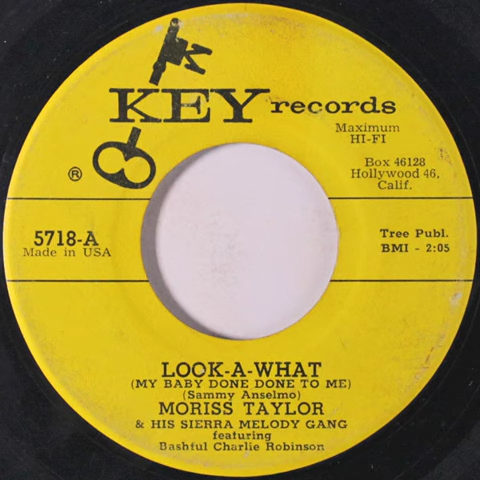 KEY records
Maximum
HI-FI
®
Box 46128
Hollywood 46,
Calif.
5718-A
Made in USA
Tree Publ.
BMI - 2:05
LOOK-A-WHAT
(MY BABY DONE DONE TO ME)
(Sammy Anselmo)
MORISS TAYLOR
& HIS SIERRA MELODY GANG
featuring
Bashful Charlie Robinson